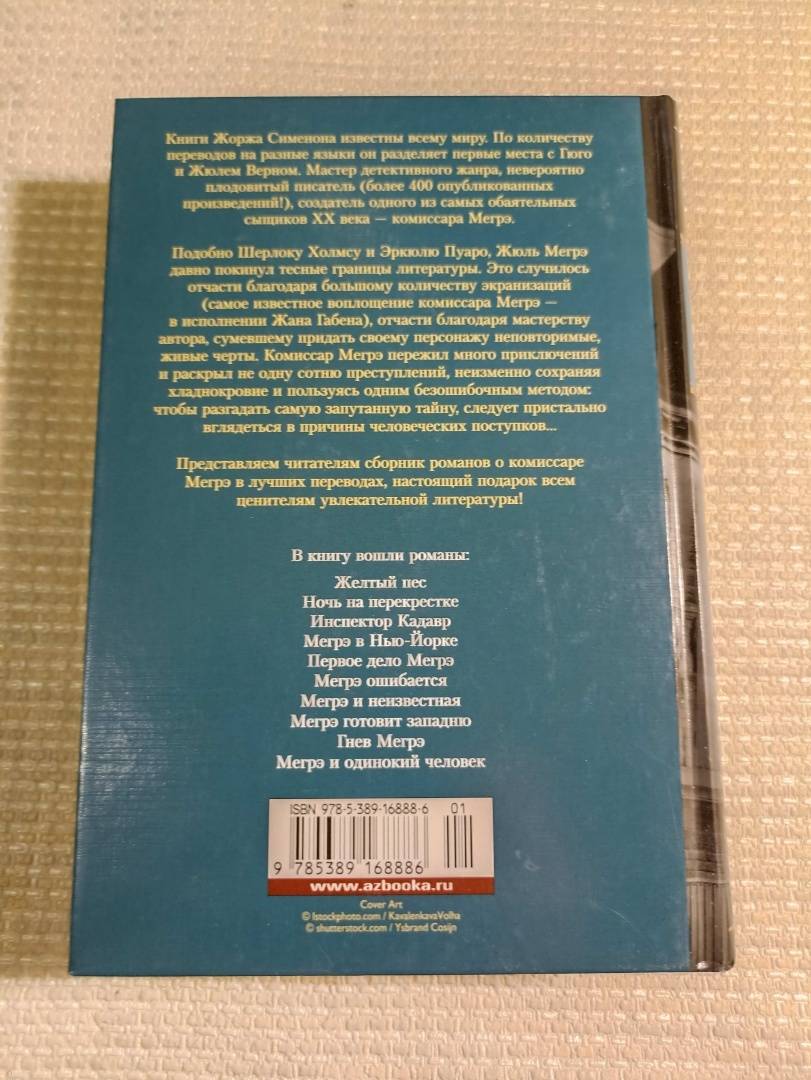 Книги Жоржа Сименона известны всему миру. По количеству
переводов на разные языки он разделяет первые места с Гюго
и Жюлем Верном. Мастер детективного жанра, невероятно
плодовитый писатель (более 400 опубликованных
произведений!), создатель одного из самых обаятельных
сыщиков XX века — комиссара Мегрэ.
Подобно Шерлоку Холмсу и Эркюлю Пуаро, Жюль Мегрэ
давно покинул тесные границы литературы. Это случилось
отчасти благодаря большому количеству экранизаций
(самое известное воплощение комиссара Мегрэ —
в исполнении Жана Габена), отчасти благодаря мастерству
автора, сумевшему придать своему персонажу неповторимые,
живые черты. Комиссар Мегрэ пережил много приключений
и раскрыл не одну сотню преступлений, неизменно сохраняя
хладнокровие и пользуясь одним безошибочным методом:
чтобы разгадать самую запутанную тайну, следует пристально
вглядеться в причины человеческих поступков...
Представляем читателям сборник романов о комиссаре
Мегрэ в лучших переводах, настоящий подарок всем
ценителям увлекательной литературы!
В книгу вошли романы:
Желтый пес
Ночь на перекрестке
Инспектор Кадавр
Мегрэ в Нью-Йорке
Первое дело Мегрэ
Мегрэ ошибается
Мегрэ и неизвестная
Мегрэ готовит западню
Гнев Мегрэ
Мегрэ и одинокий человек
ISBN 978-5-389-16888-6 01
9 785389 168886
www.azbooka.ru
Cover Art
© Istockphoto.com / KavalenkavaVolha
© shutterstock.com / Ysbrand Cosijn